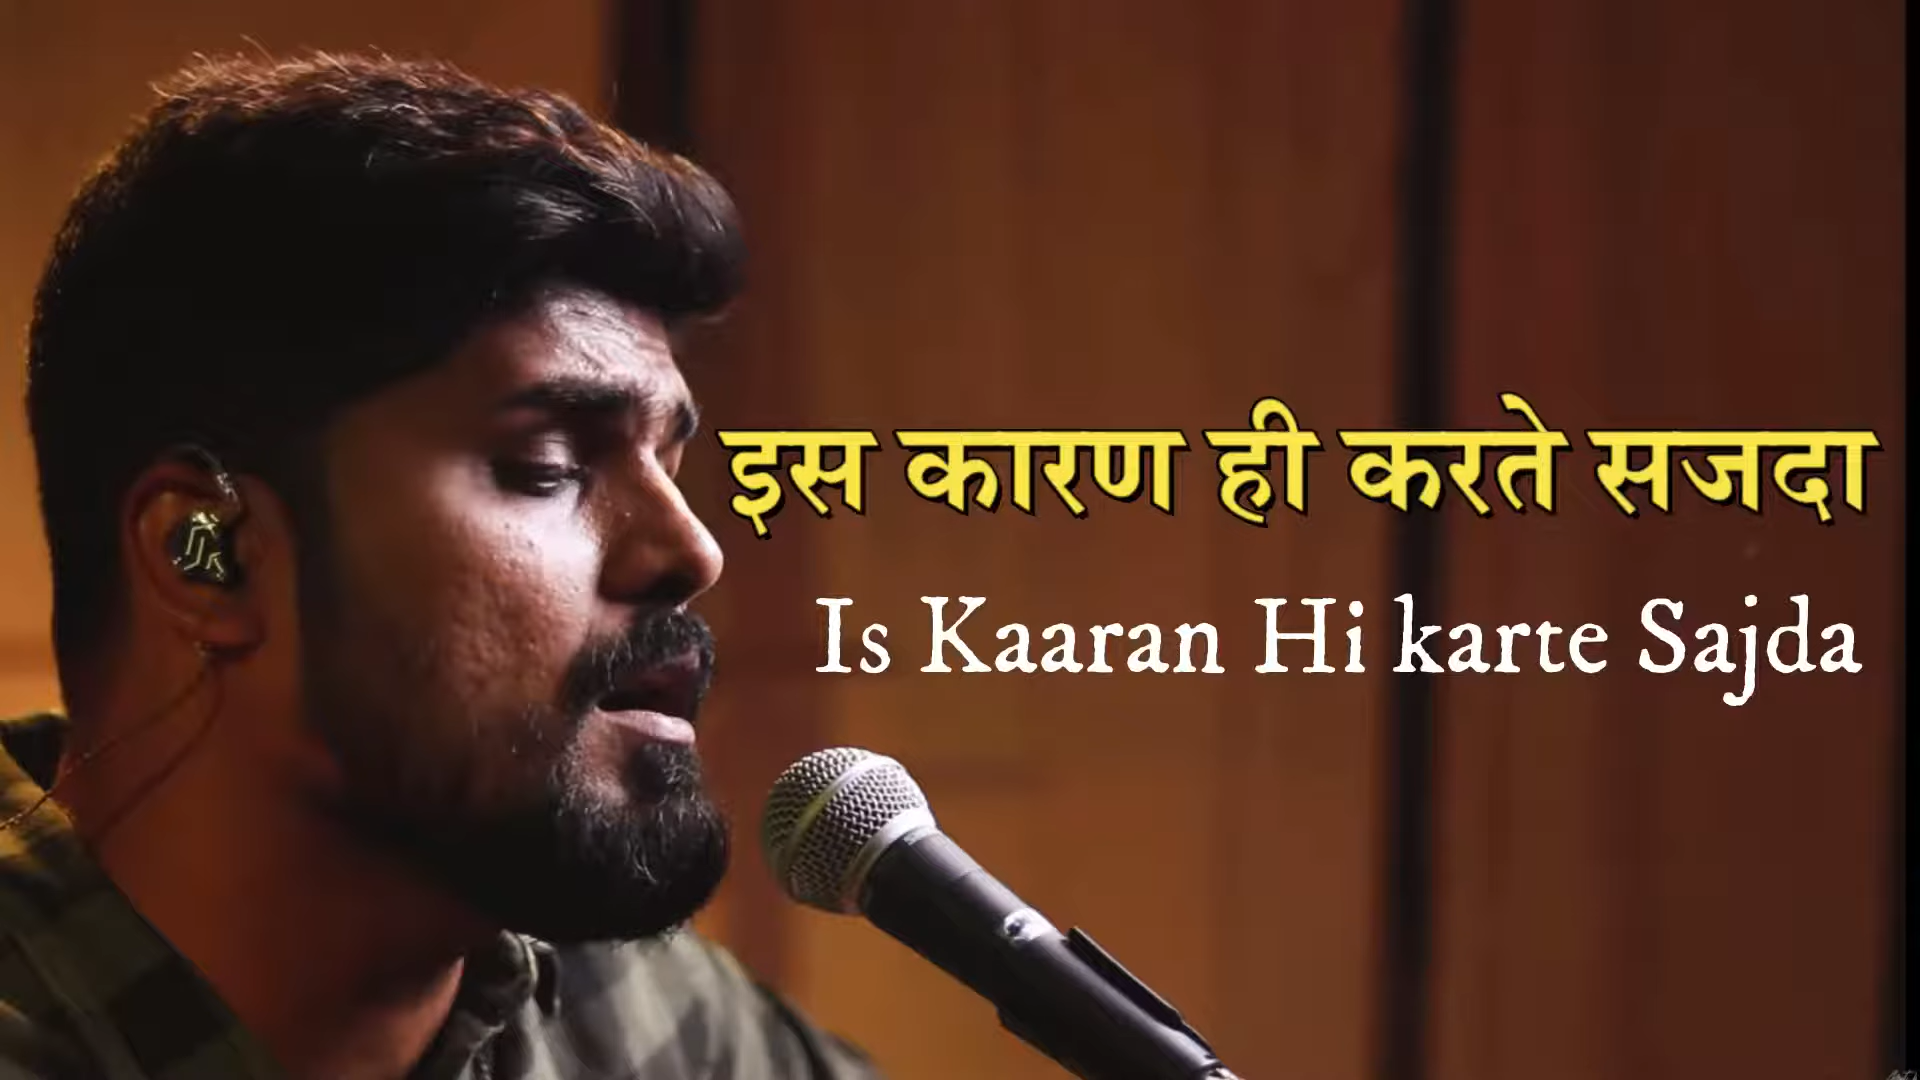 इस कारण ही करते सजदा
Is Kaaran Hi karte Sajda